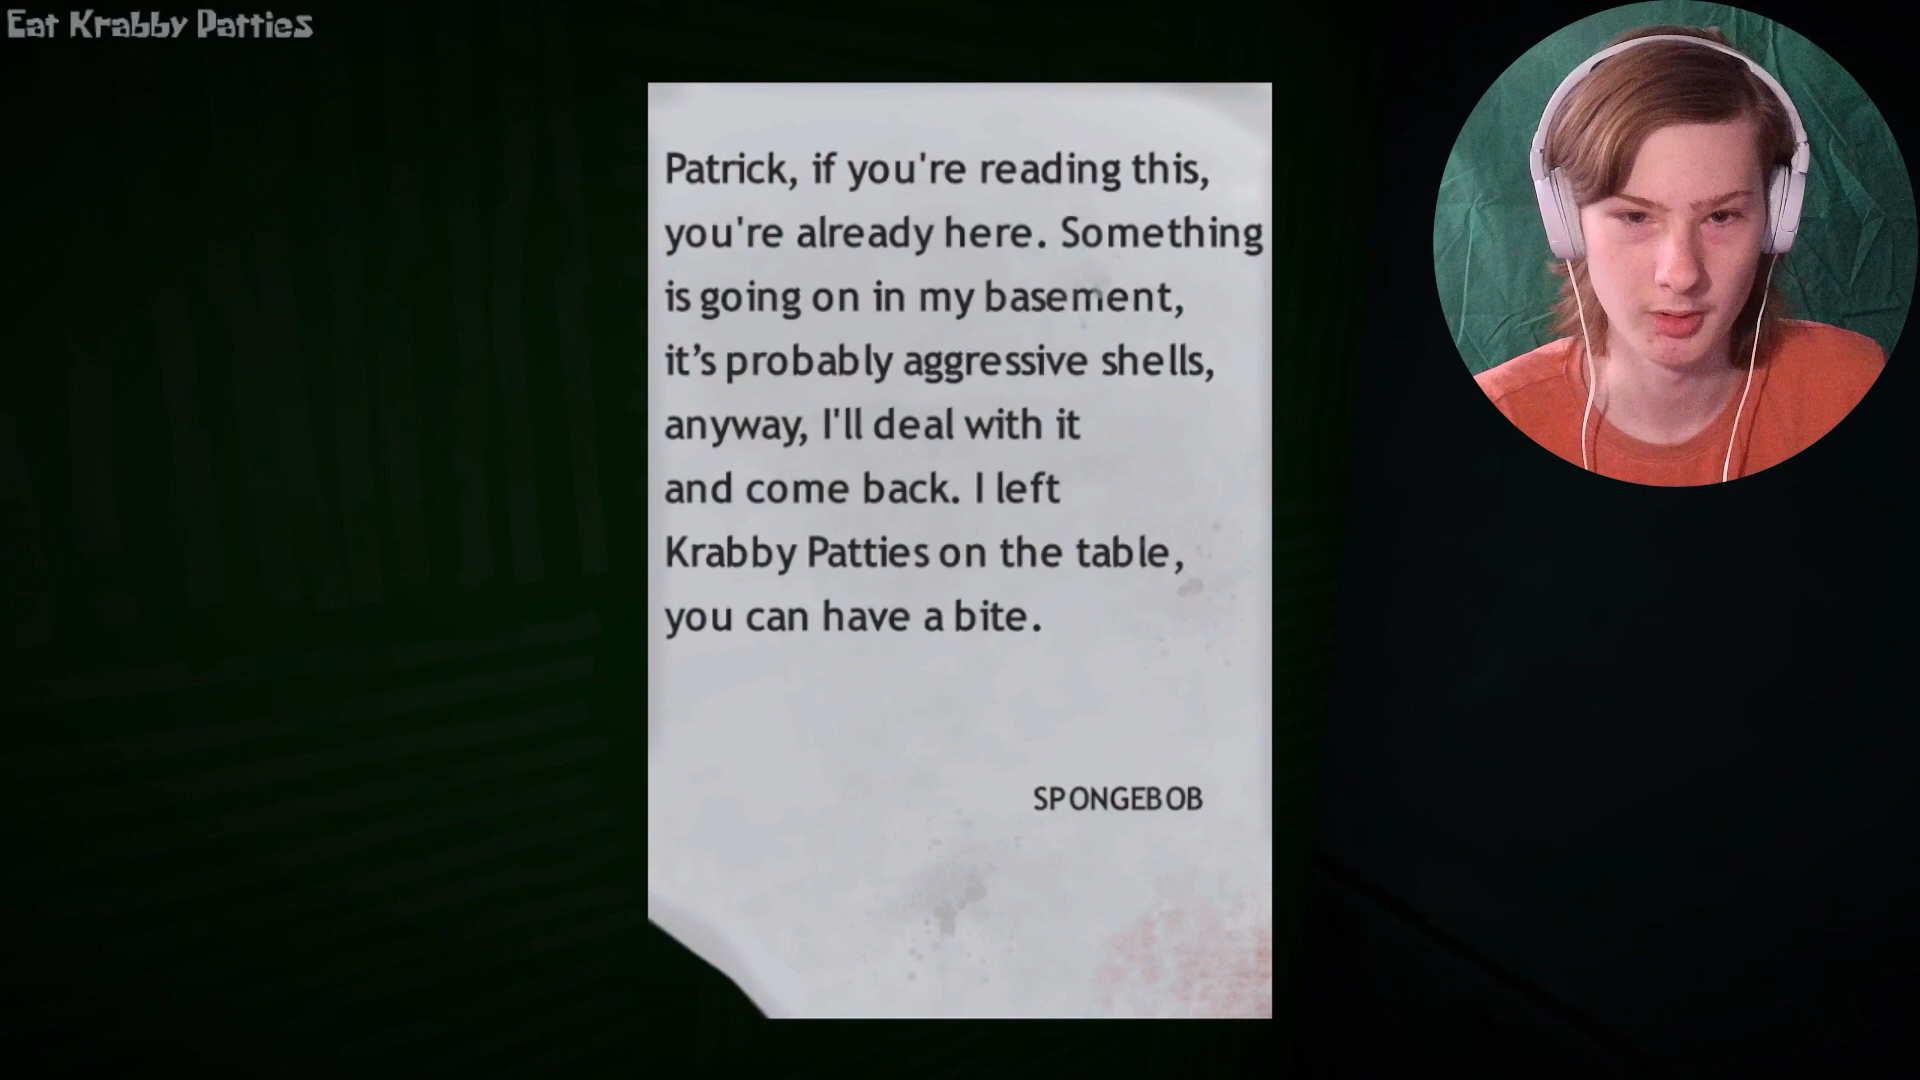 Eat Krabby Patties
Patrick, if you're reading this,
you're already here. Something
is going on in my basement,
it’s probably aggressive shells,
anyway, I'll deal with it
and come back. I left
Krabby Patties on the table,
you can have a bite.
SPONGEBOB